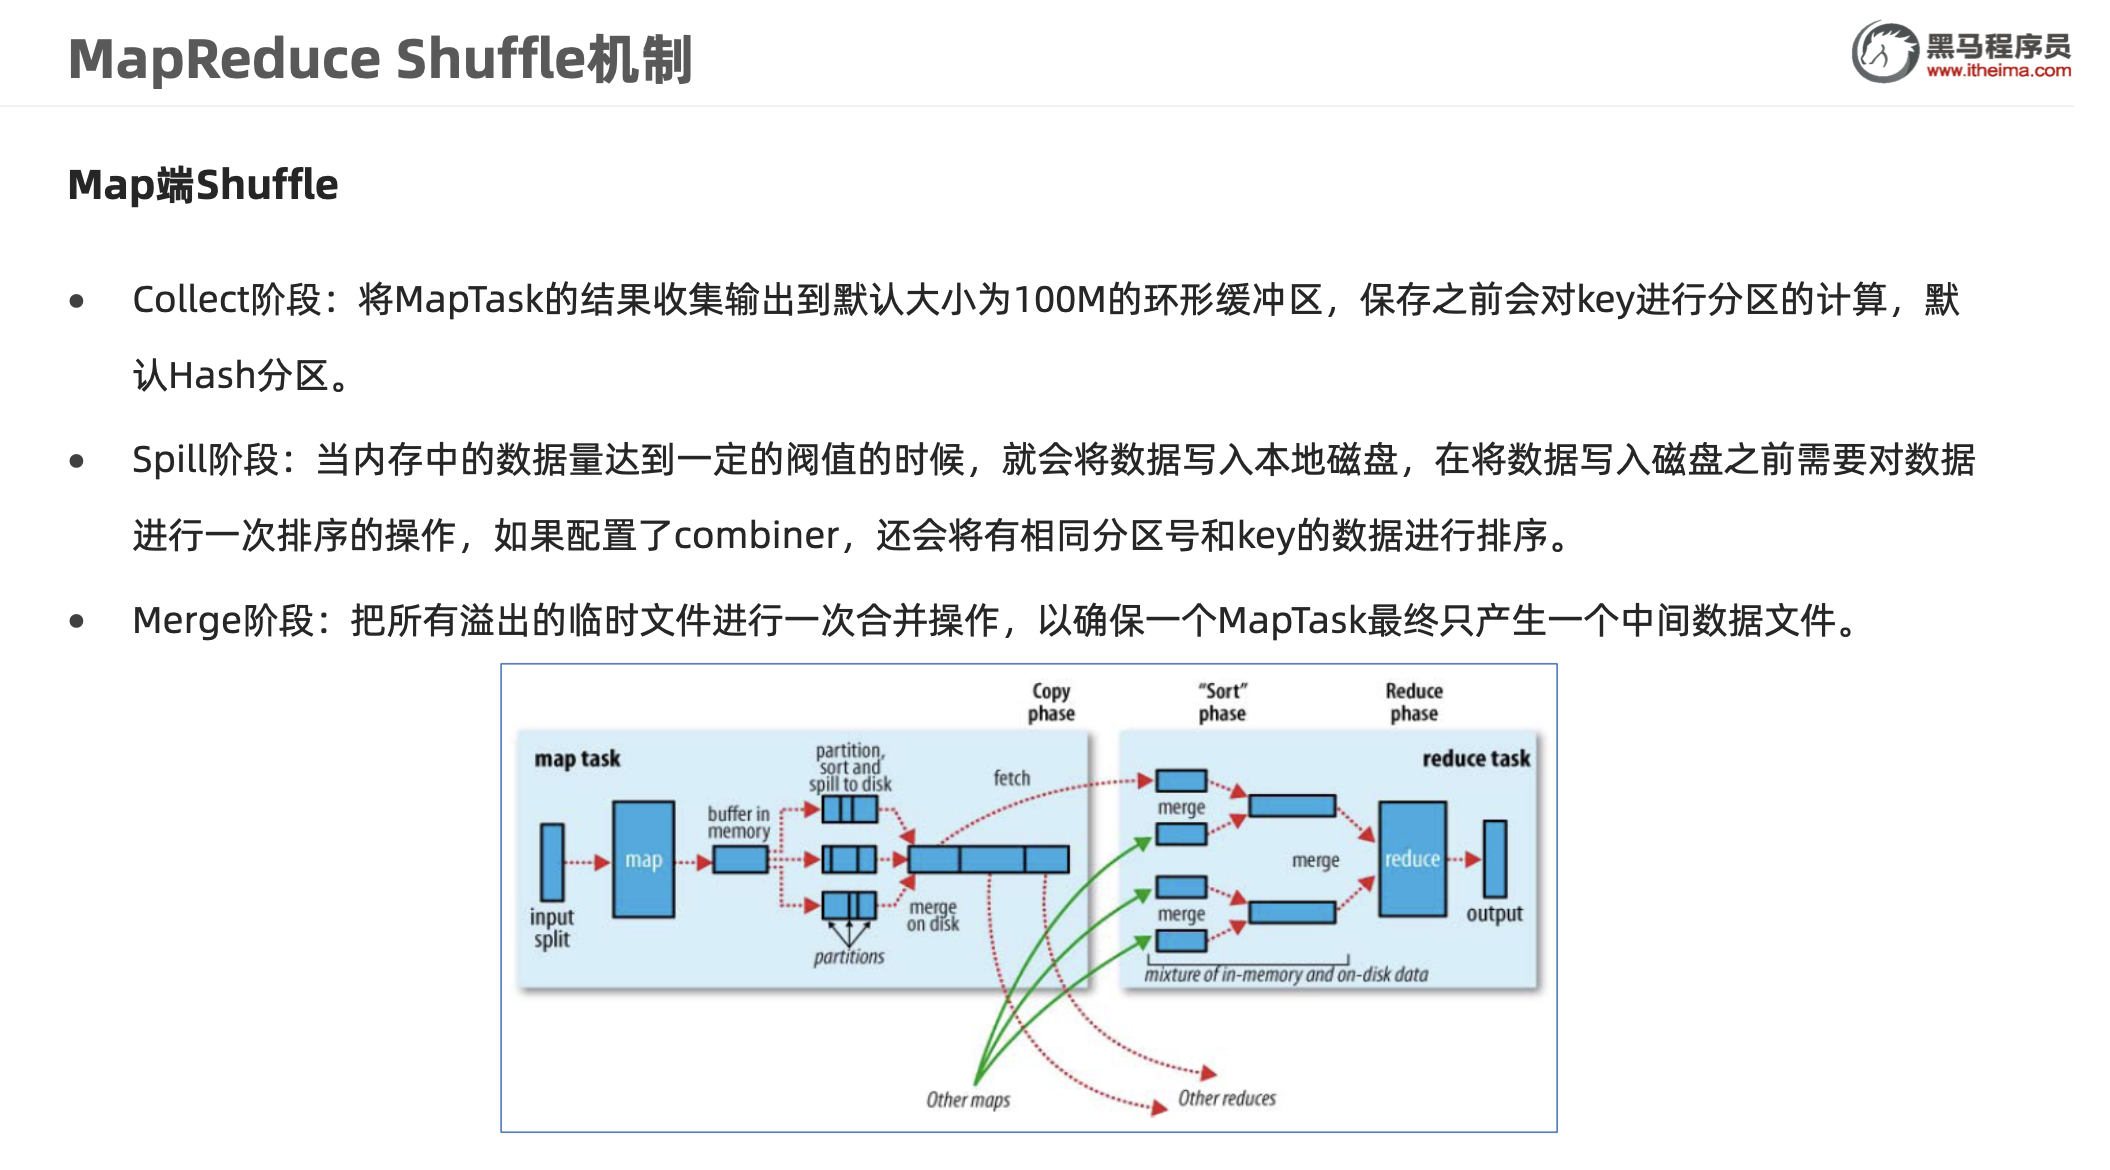 MapReduce Shuffle机制
黑马程序员
www.itheima.com
Map端Shuffle
● Collect阶段：将MapTask的结果收集输出到默认大小为100M的环形缓冲区，保存之前会对key进行分区的计算，默
认Hash分区。
● Spill阶段：当内存中的数据量达到一定的阀值的时候，就会将数据写入本地磁盘，在将数据写入磁盘之前需要对数据
进行一次排序的操作，如果配置了combiner，还会将有相同分区号和key的数据进行排序。
● Merge阶段：把所有溢出的临时文件进行一次合并操作，以确保一个MapTask最终只产生一个中间数据文件。
Copy
phase
“Sort”
phase
Reduce
phase
map task
partition,
sort and
spill to disk
fetch
reduce task
buffer in
memory
merge
map
merge
reduce
input
split
merge
on disk
merge
output
partitions
mixture of in-memory and on-disk data
Other maps
Other reduces